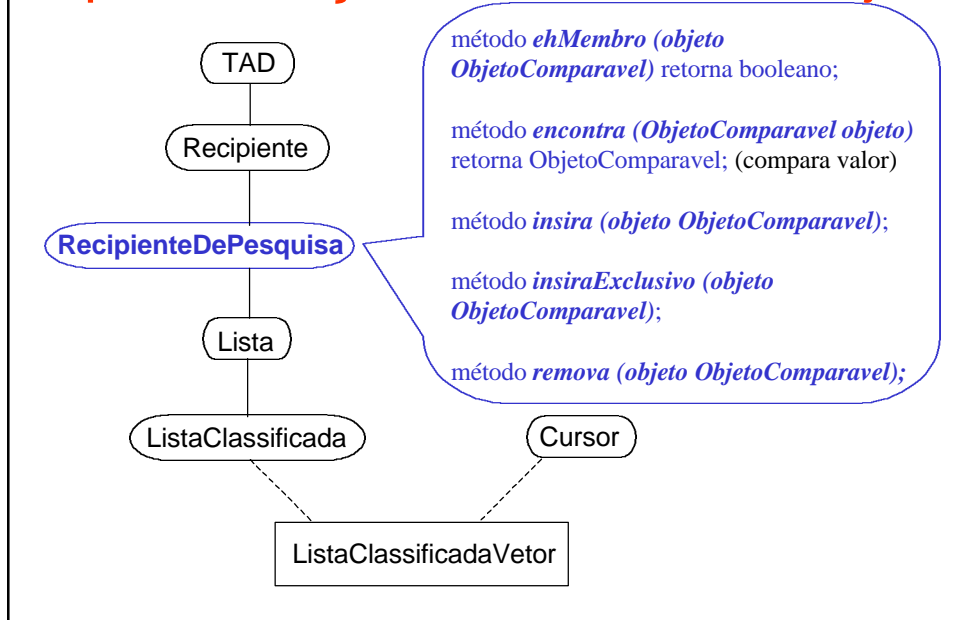 TAD
Recipiente
RecipienteDePesquisa
Lista
ListaClassificada
Cursor
ListaClassificadaVetor
método ehMembro (objeto
ObjetoComparavel) retorna booleano;
método encontra (ObjetoComparavel objeto)
retorna ObjetoComparavel; (compara valor)
método insira (objeto ObjetoComparavel);
método insiraExclusivo (objeto
ObjetoComparavel);
método remova (objeto ObjetoComparavel);